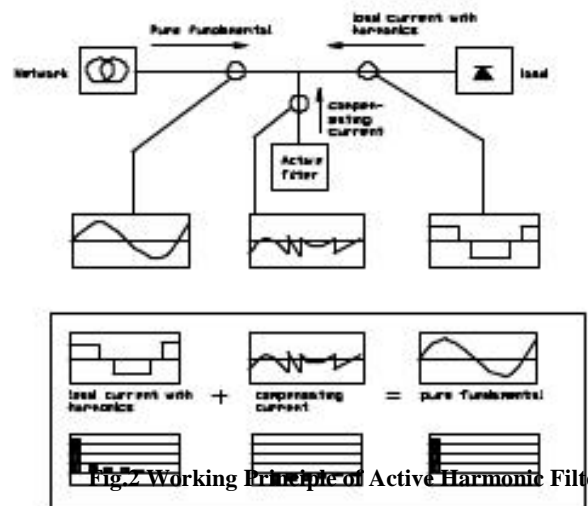 Pure Fundamental
load current with
harmonics
Network
load
compen-
sating
current
Active
filter
load current with
harmonics
+
compensating
current
=
pure fundamental
Fig.2 Working Principle of Active Harmonic Filt